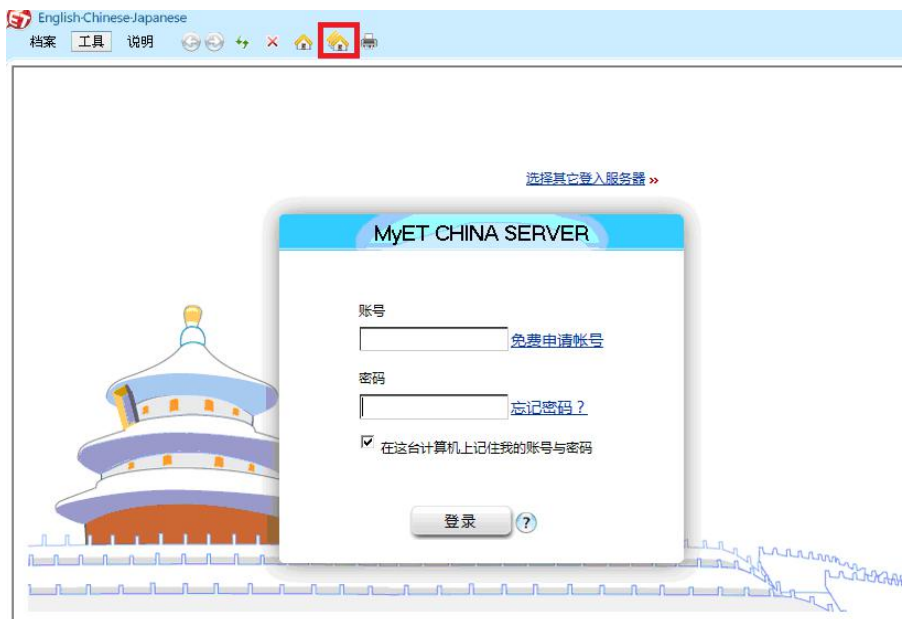 ET English-Chinese-Japanese
档案 工具 说明
选择其它登入服务器 »
MyET CHINA SERVER
账号
免费申请帐号
密码
忘记密码？
在这台计算机上记住我的账号与密码
登录 ?